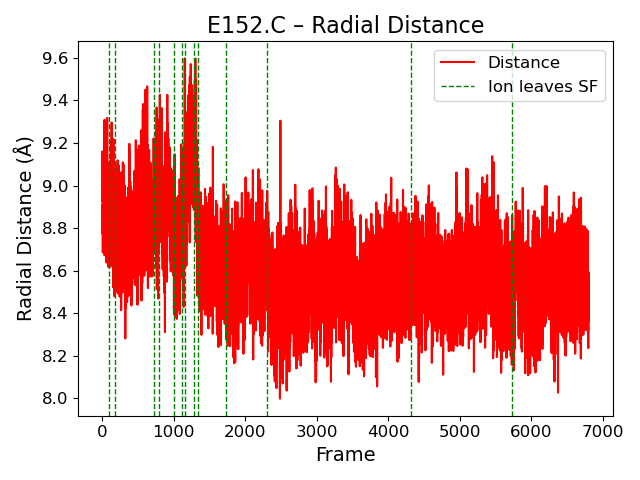 E152.C – Radial Distance
Radial Distance (Å)
9.6
9.4
9.2
9.0
8.8
8.6
8.4
8.2
8.0
Distance
Ion leaves SF
0 1000 2000 3000 4000 5000 6000 7000
Frame